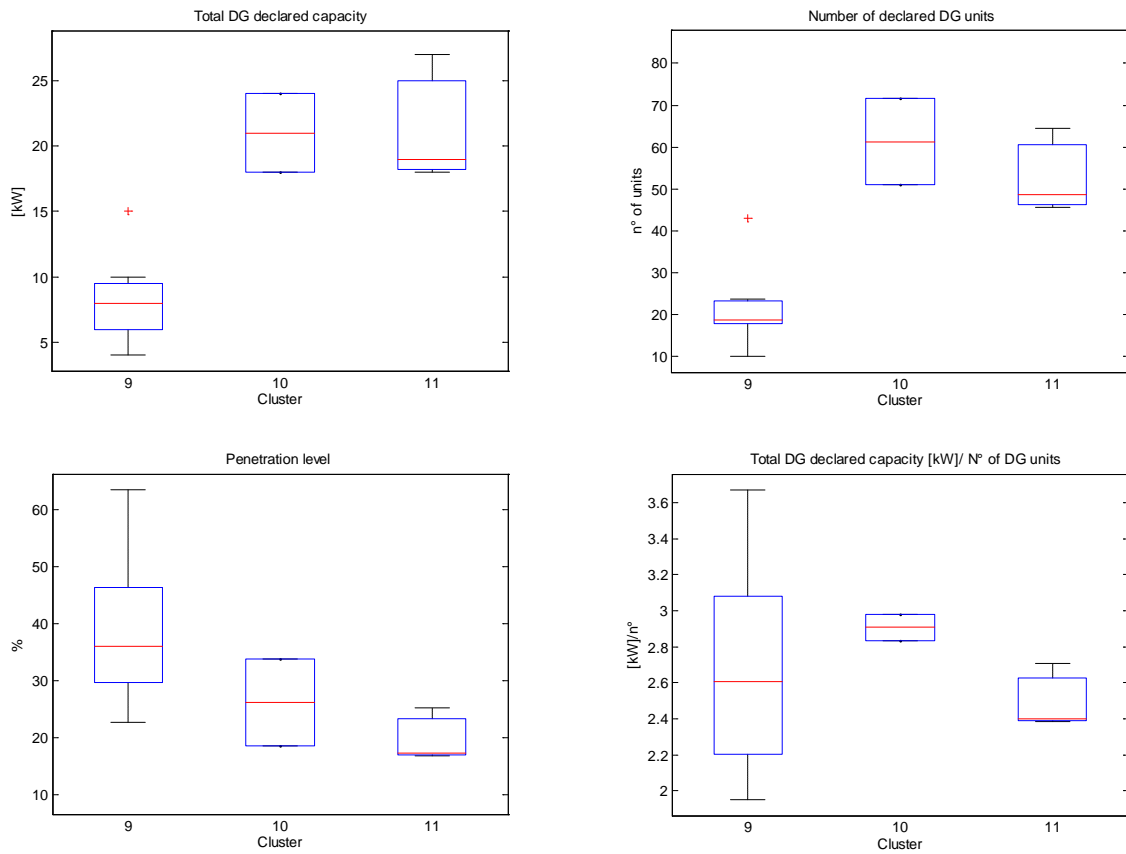 Total DG declared capacity
25
20
15
10
5
[kW]
9 10 11
Cluster
Number of declared DG units
80
70
60
50
40
30
20
10
n° of units
9 10 11
Cluster
Penetration level
60
50
40
30
20
10
%
9 10 11
Cluster
Total DG declared capacity [kW]/ N° of DG units
3.6
3.4
3.2
3
2.8
2.6
2.4
2.2
2
[kW]/n°
9 10 11
Cluster